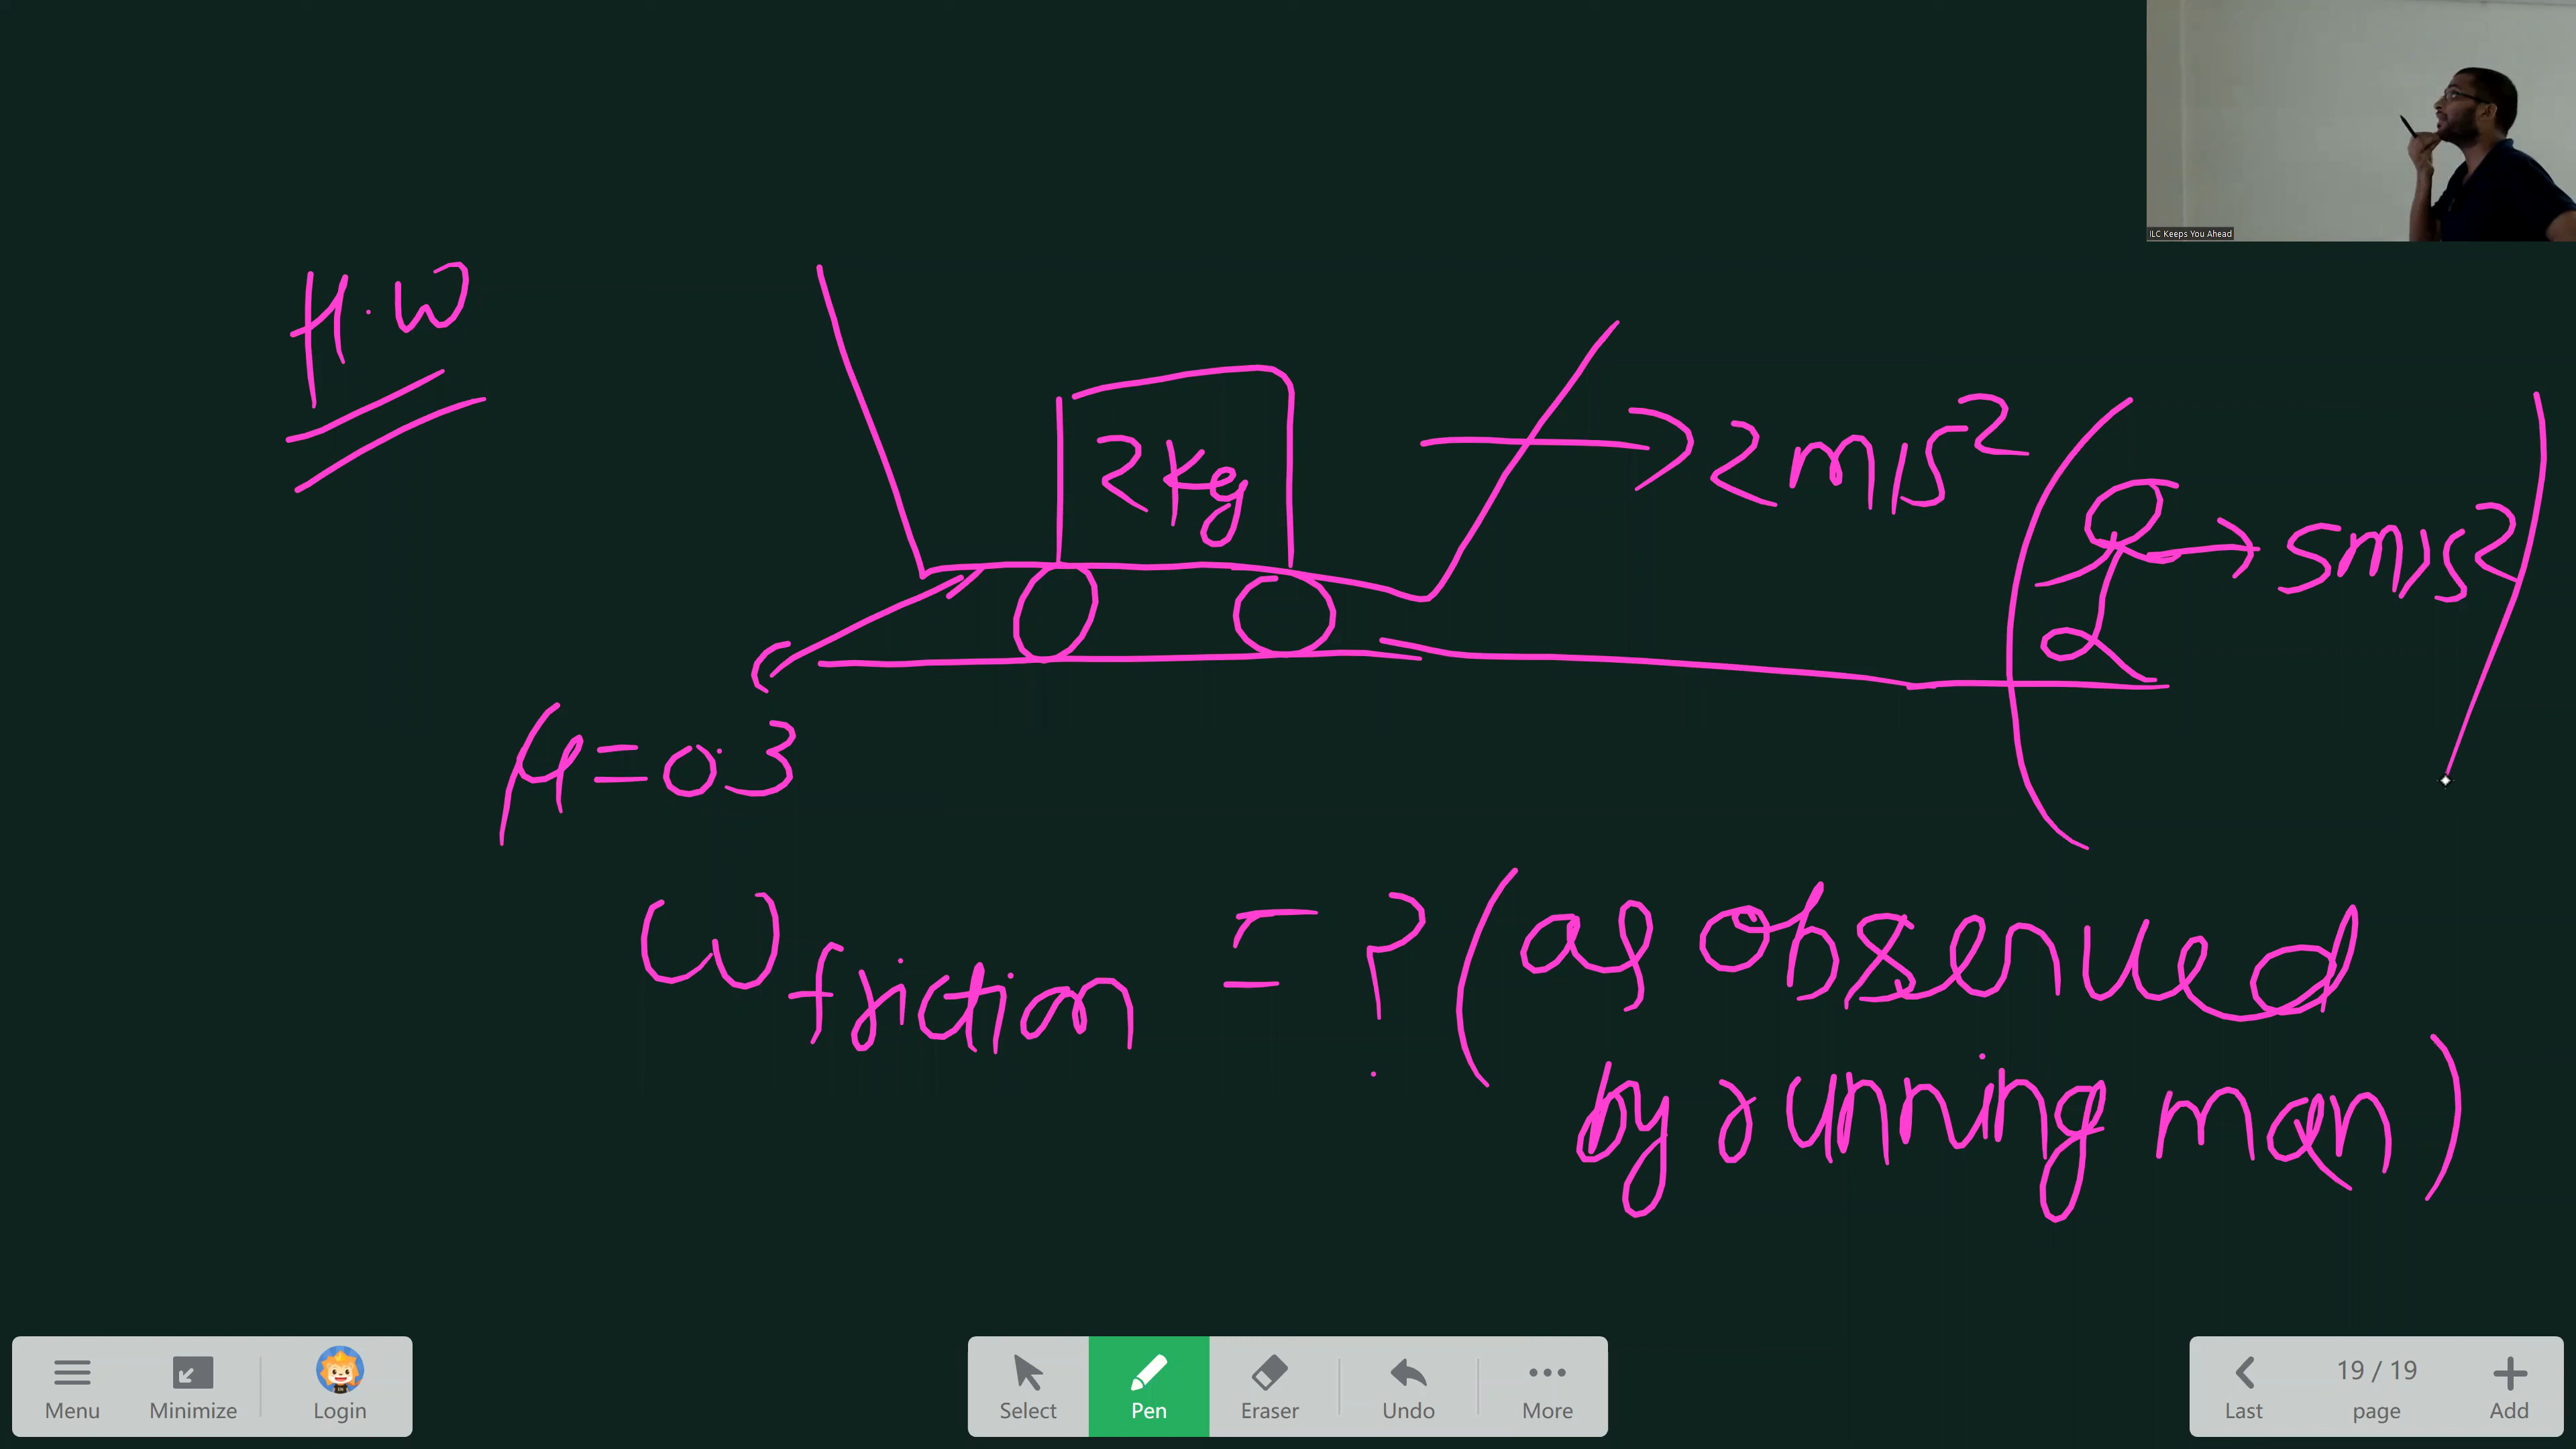 ILC Keeps You Ahead
H.W
2kg
2m/s²
5m/s²
μ=0.3
Wfriction = ? (as observed
by running man)
Menu
Minimize
Login
Select
Pen
Eraser
Undo
More
Last
19 / 19
page
Add